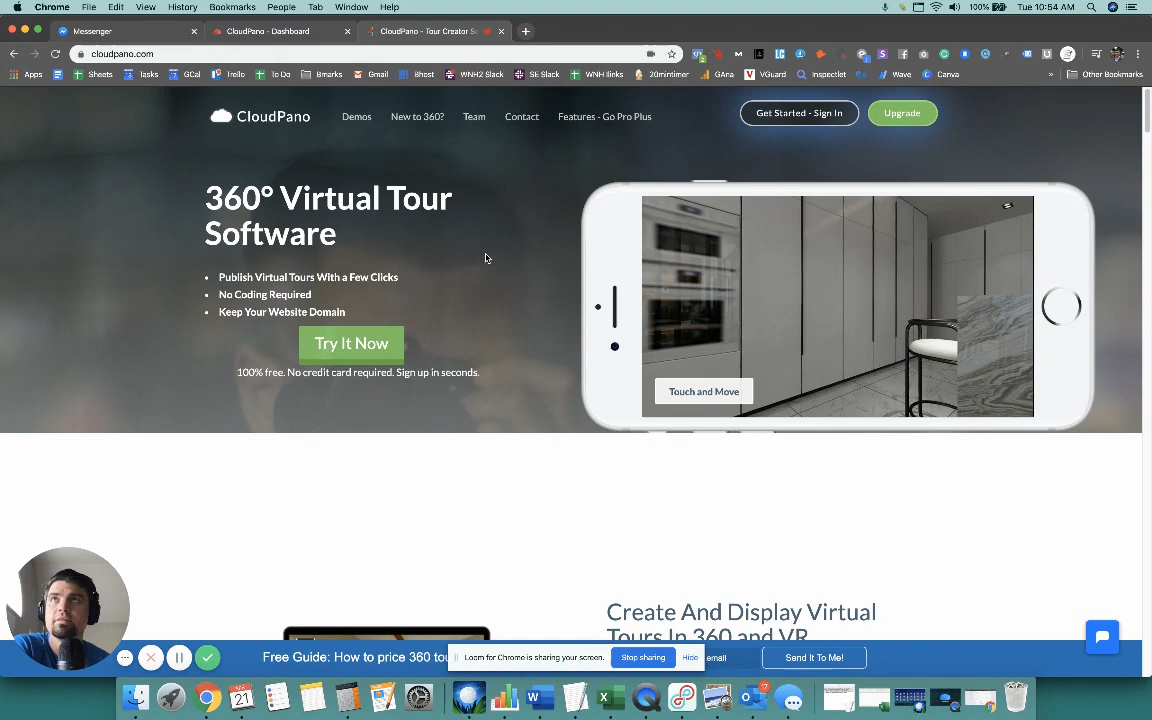 Chrome File Edit View History Bookmarks People Tab Window Help 100% Tue 10:54 AM
Messenger CloudPano - Dashboard CloudPano - Tour Creator
cloudpano.com
Apps Sheets Tasks GCal Trello To Do Bmarks Gmail Bhost WNH2 Slack SE Slack WNH Ilinks 20mintimer GAna VGuard Inspectlet Wave Canva » Other Bookmarks
CloudPano Demos New to 360? Team Contact Features - Go Pro Plus Get Started - Sign In Upgrade
360° Virtual Tour
Software
• Publish Virtual Tours With a Few Clicks
• No Coding Required
• Keep Your Website Domain
Try It Now
100% free. No credit card required. Sign up in seconds.
Touch and Move
Create And Display Virtual
Tours In 360 and VR
Free Guide: How to price 360 Loom for Chrome is sharing your screen. Stop sharing Hide email Send It To Me!
21
17